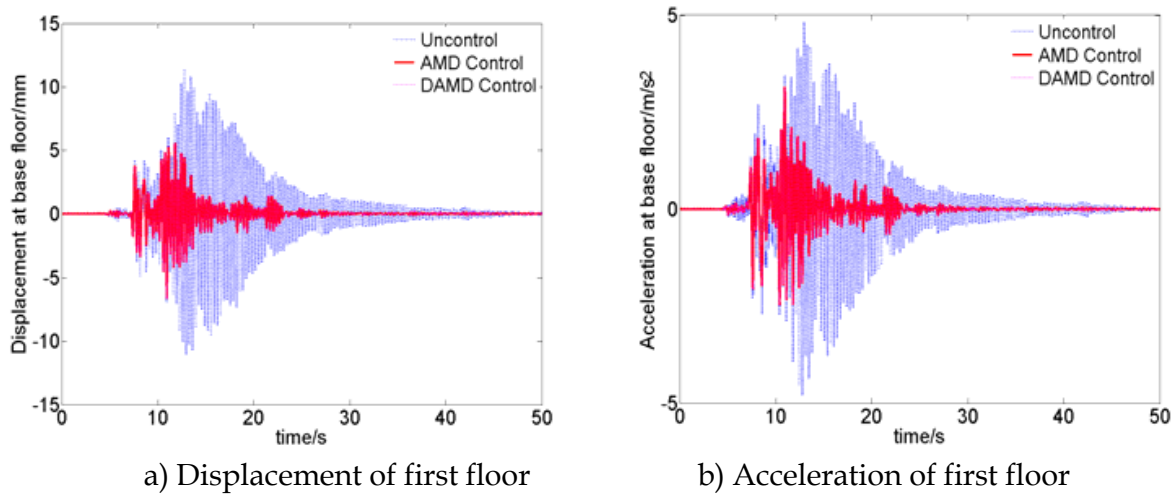 15
10
5
0
-5
-10
-15
0 10 20 30 40 50
Displacement at base floor/mm
time/s
Uncontrol
AMD Control
DAMD Control
a) Displacement of first floor
5
0
-5
0 10 20 30 40 50
Acceleration at base floor/m/s2
time/s
Uncontrol
AMD Control
DAMD Control
b) Acceleration of first floor